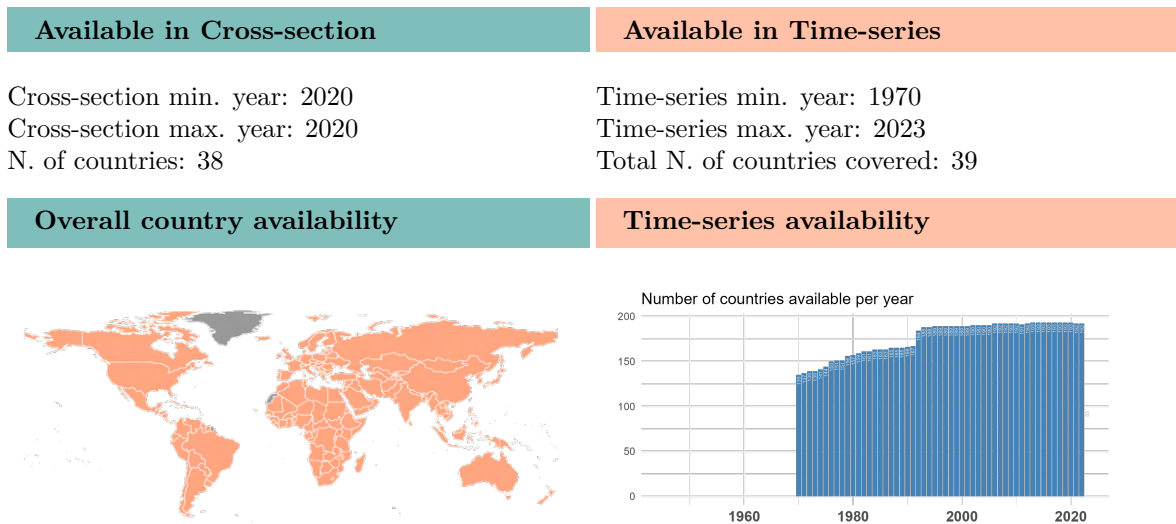 Available in Cross-section
Available in Time-series
Cross-section min. year: 2020
Cross-section max. year: 2020
N. of countries: 38
Time-series min. year: 1970
Time-series max. year: 2023
Total N. of countries covered: 39
Overall country availability
Time-series availability
Number of countries available per year
200
150
100
50
0
1960 1980 2000 2020